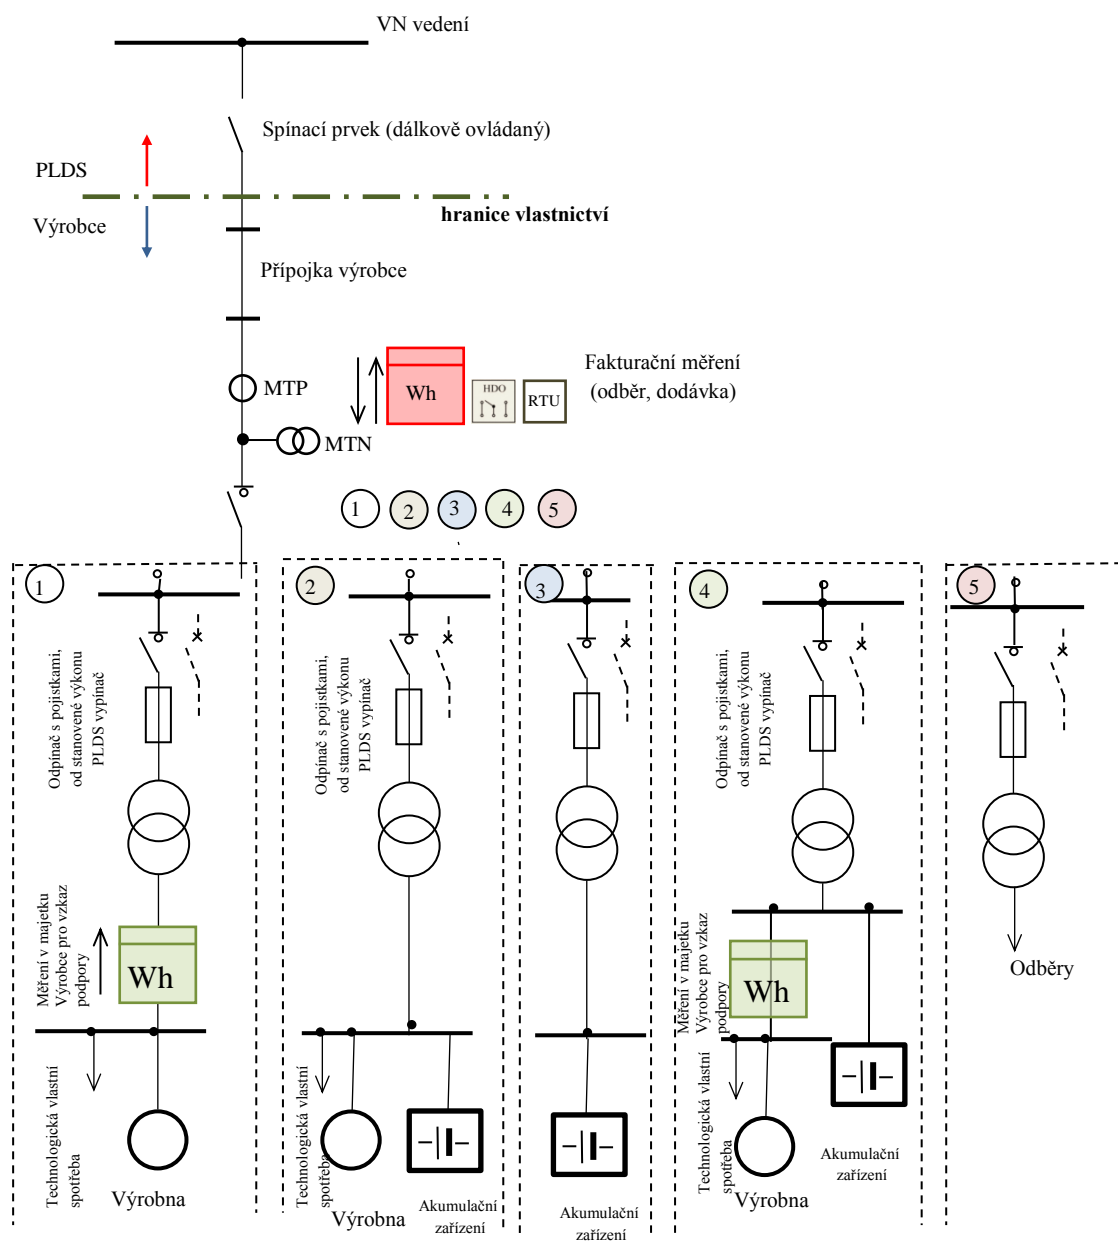 VN vedení
Spínací prvek (dálkově ovládaný)
PLDS
hranice vlastnictví
Výrobce
Přípojka výrobce
MTP
Wh
HDO
RTU
Fakturační měření
(odběr, dodávka)
MTN
1
2
3
4
5
1
Odpínač s pojistkami,
od stanovené výkonu
PLDS vypínač
Měření v majetku
Výrobce pro vzkaz
podpory
Wh
Technologická vlastní
spotřeba
Výrobna
2
Odpínač s pojistkami,
od stanovené výkonu
PLDS vypínač
Technologická vlastní
spotřeba
Výrobna
Akumulační
zařízení
3
Akumulační
zařízení
4
Odpínač s pojistkami,
od stanovené výkonu
PLDS vypínač
Měření v majetku
Výrobce pro vzkaz
podpory
Wh
Technologická vlastní
spotřeba
Výrobna
Akumulační
zařízení
5
Odběry